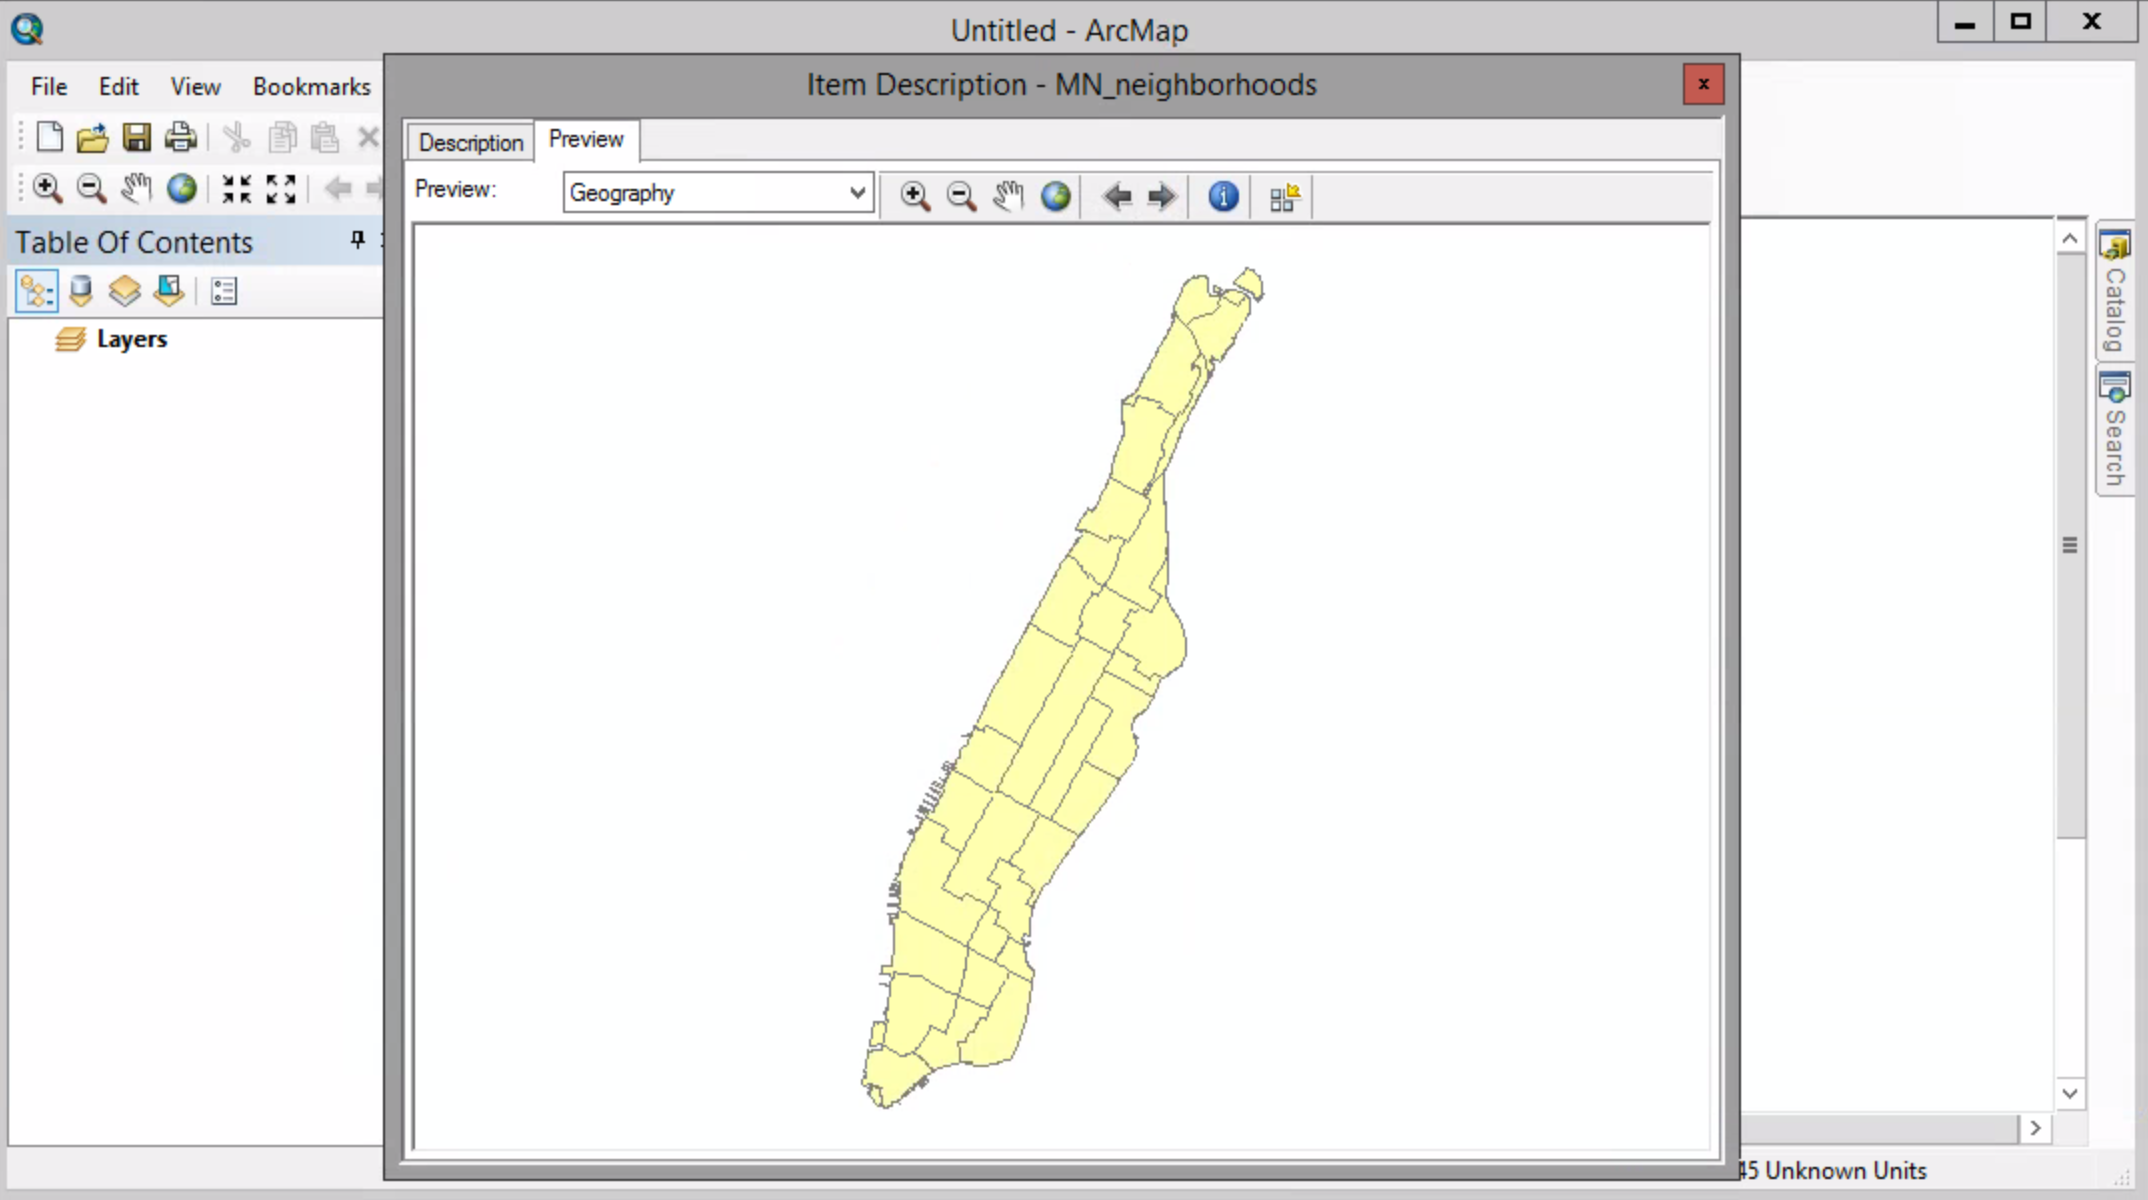 Untitled - ArcMap
File Edit View Bookmarks
Item Description - MN_neighborhoods
Description Preview
Preview: Geography
Table Of Contents
Layers
Catalog
Search
45 Unknown Units